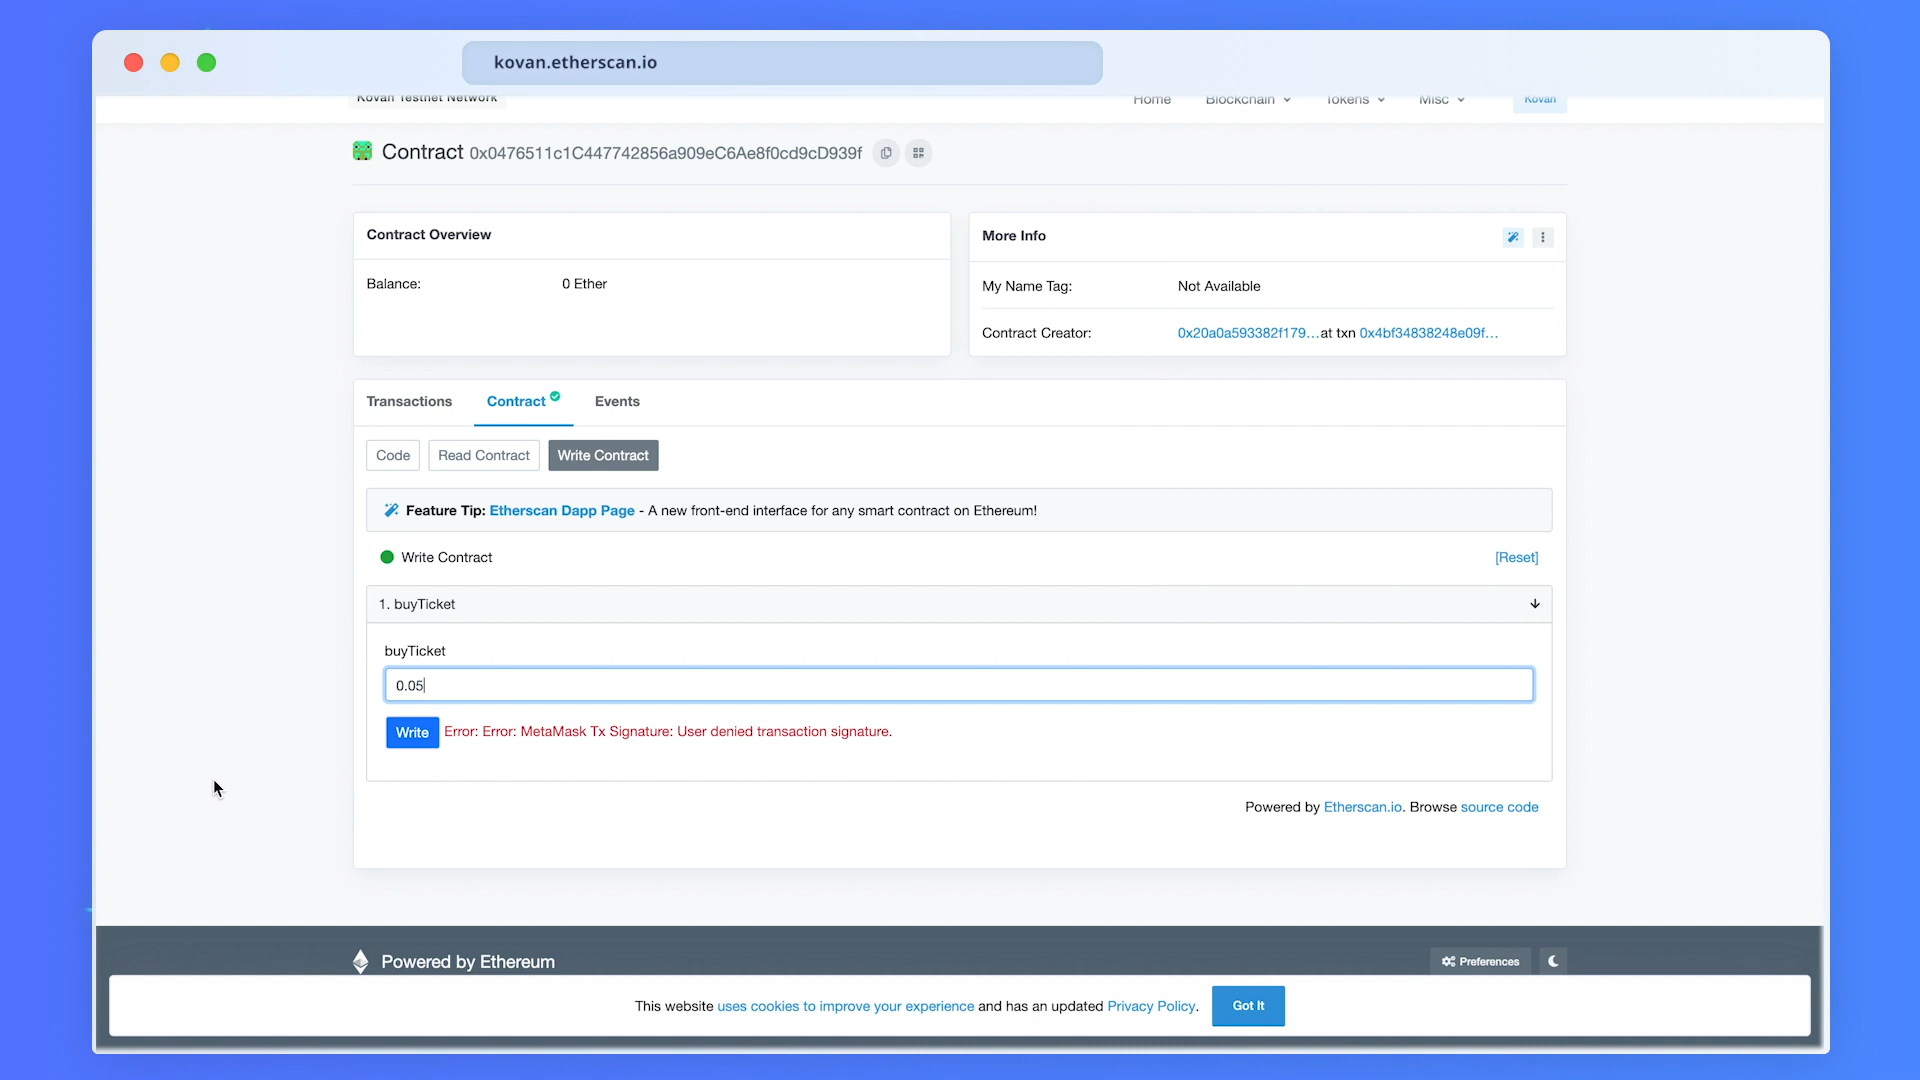 kovan.etherscan.io
Kovan Testnet Network
Home Blockchain Tokens Misc Kovan
Contract 0x0476511c1C447742856a909eC6Ae8f0cd9cD939f
Contract Overview
Balance: 0 Ether
More Info
My Name Tag: Not Available
Contract Creator: 0x20a0a593382f179...at txn 0x4bf34838248e09f...
Transactions Contract Events
Code Read Contract Write Contract
Feature Tip: Etherscan Dapp Page - A new front-end interface for any smart contract on Ethereum!
Write Contract [Reset]
1. buyTicket
buyTicket
0.05
Write Error: Error: MetaMask Tx Signature: User denied transaction signature.
Powered by Etherscan.io. Browse source code
Powered by Ethereum Preferences
This website uses cookies to improve your experience and has an updated Privacy Policy. Got It